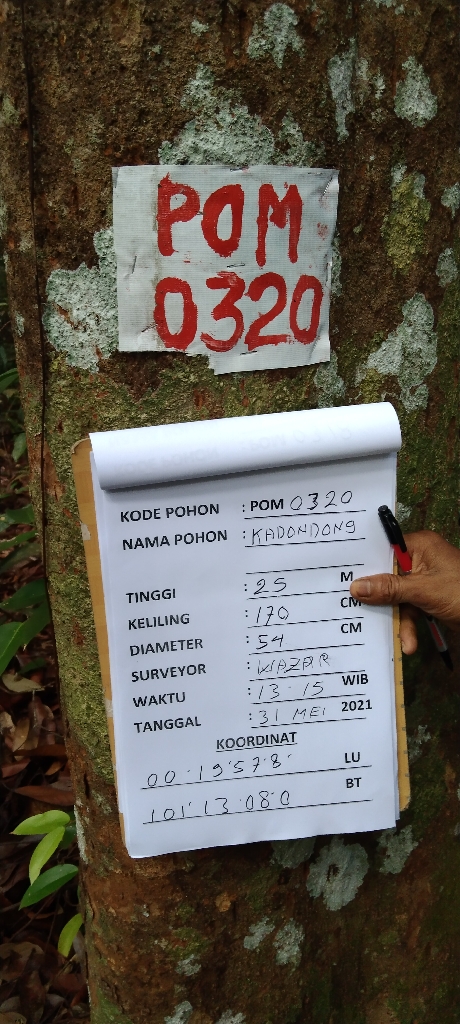 POM
0320
KODE POHON : POM 0320
NAMA POHON : KADONDONG
TINGGI : 25 M
KELILING : 170 CM
DIAMETER : 54 CM
SURVEYOR : WAZAR
WAKTU : 13 15 WIB
TANGGAL : 31 MEI 2021
KOORDINAT
00·19'57'8' LU
101'13'08'0 BT